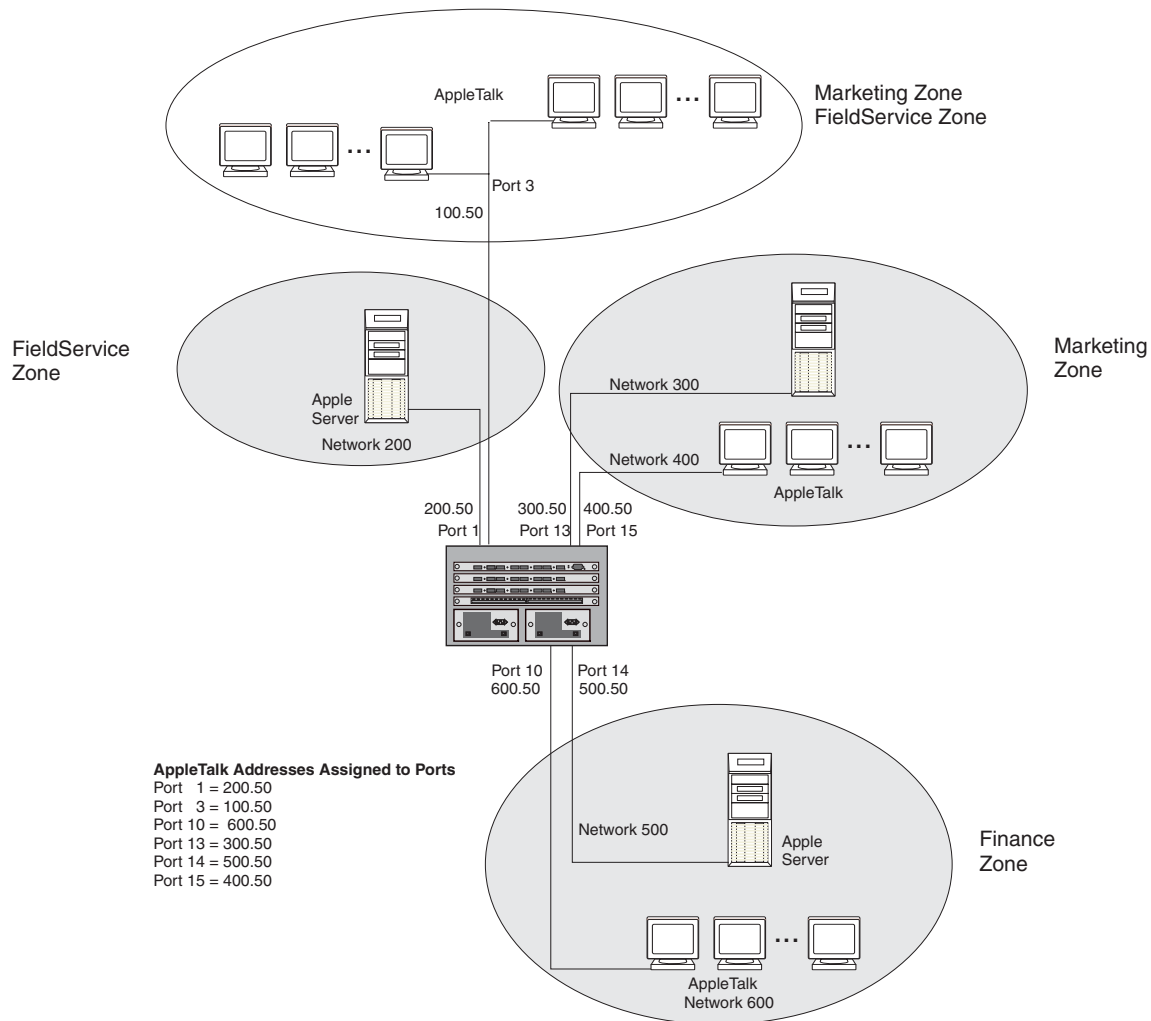 AppleTalk
Marketing Zone
FieldService Zone
Port 3
100.50
FieldService
Zone
Apple
Server
Network 200
Network 300
Network 400
AppleTalk
Marketing
Zone
200.50
Port 1
300.50
Port 13
400.50
Port 15
Port 10
600.50
Port 14
500.50
AppleTalk Addresses Assigned to Ports
Port 1 = 200.50
Port 3 = 100.50
Port 10 = 600.50
Port 13 = 300.50
Port 14 = 500.50
Port 15 = 400.50
Network 500
Apple
Server
Finance
Zone
AppleTalk
Network 600